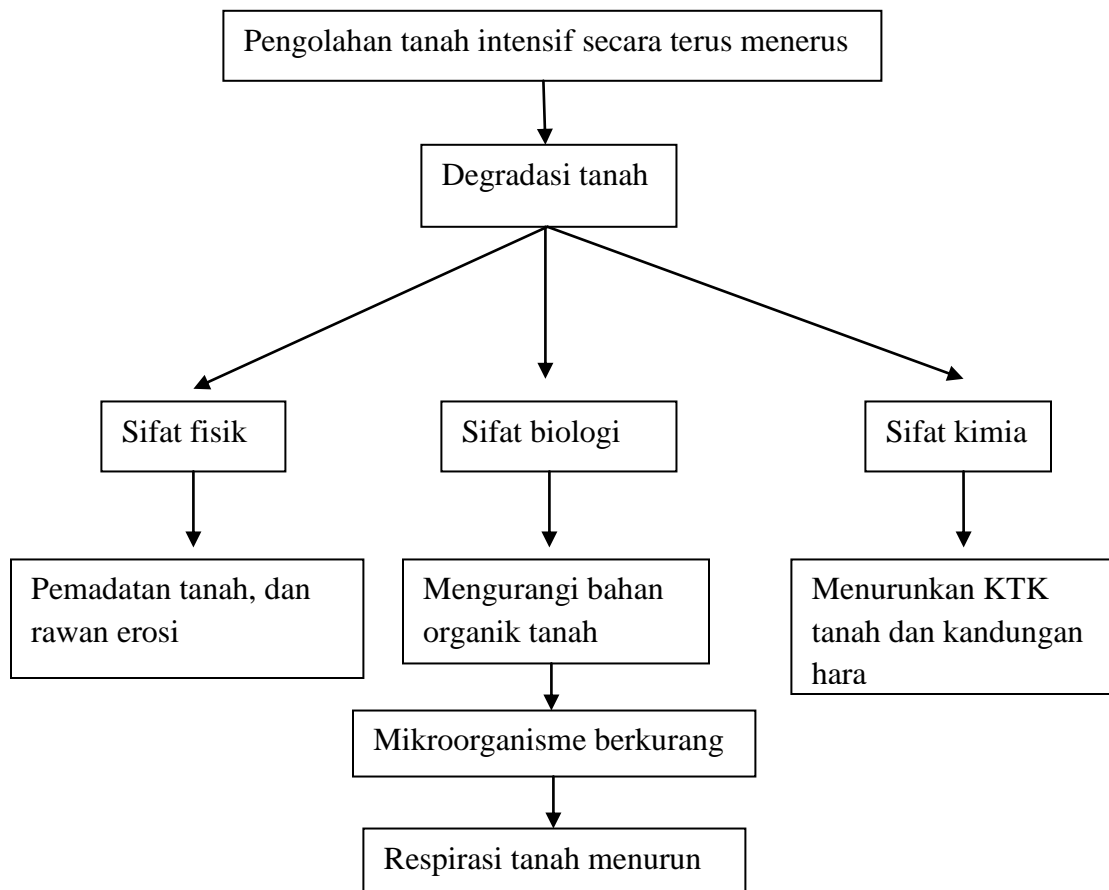 Pengolahan tanah intensif secara terus menerus
Degradasi tanah
Sifat fisik
Sifat biologi
Sifat kimia
Pemadatan tanah, dan
rawan erosi
Mengurangi bahan
organik tanah
Menurunkan KTK
tanah dan kandungan
hara
Mikroorganisme berkurang
Respirasi tanah menurun